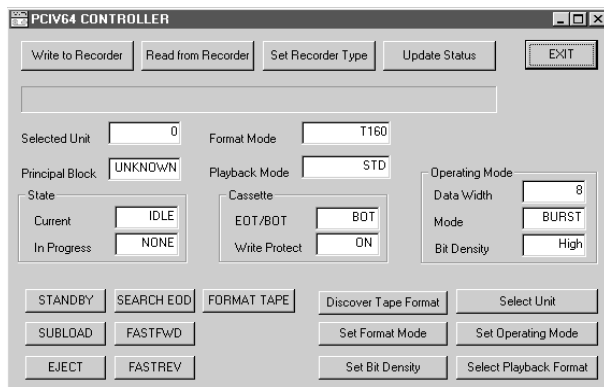 PCIV64 CONTROLLER
Write to Recorder Read from Recorder Set Recorder Type Update Status EXIT
Selected Unit 0 Format Mode T160
Principal Block UNKNOWN Playback Mode STD
State Cassette Operating Mode
Data Width 8
Current IDLE EOT/BOT BOT Mode BURST
In Progress NONE Write Protect ON Bit Density High
STANDBY SEARCH EOD FORMAT TAPE Discover Tape Format Select Unit
SUBLOAD FASTFWD Set Format Mode Set Operating Mode
EJECT FASTREV Set Bit Density Select Playback Format